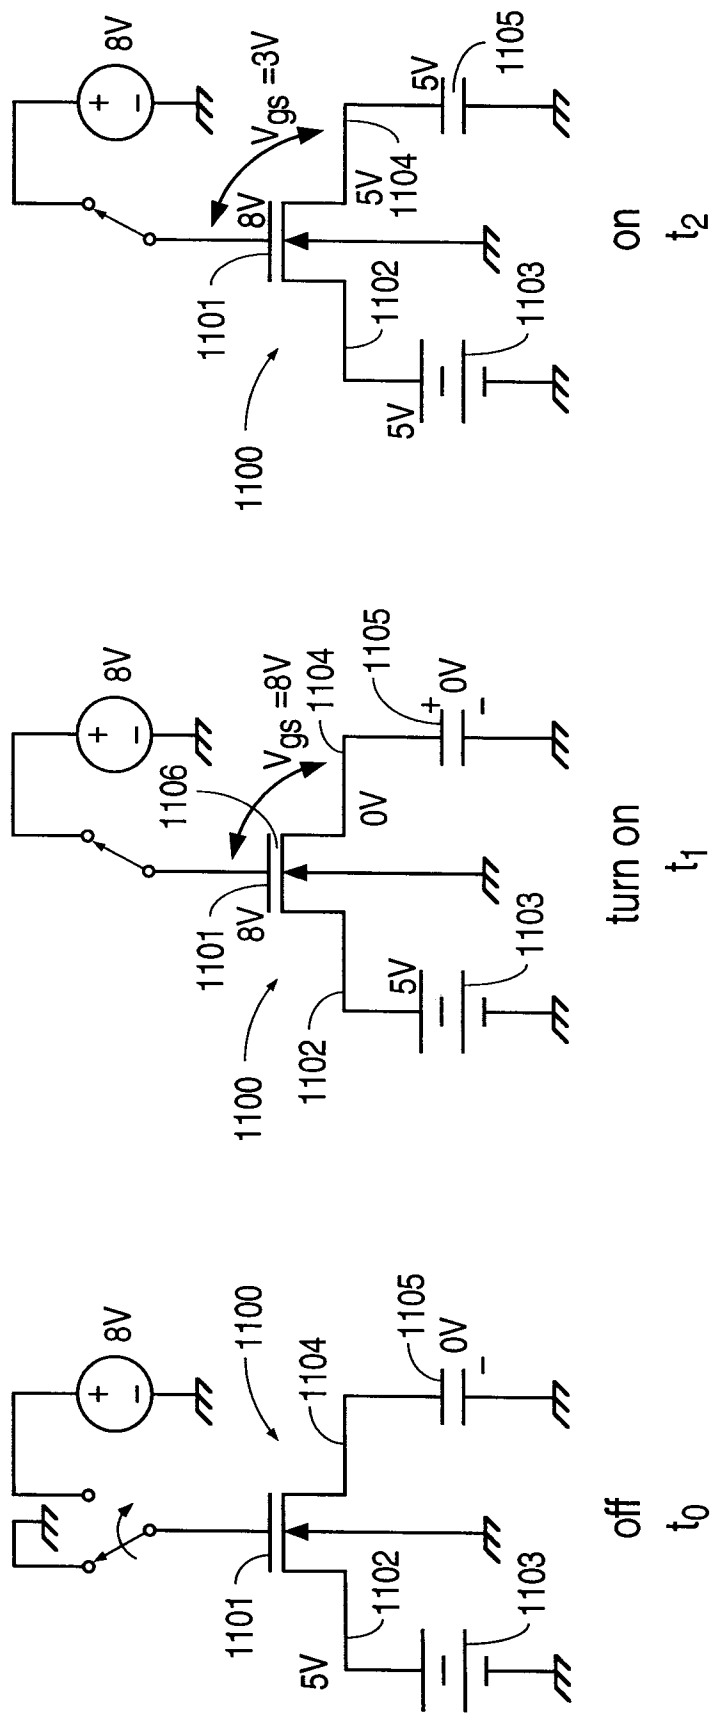 8V
1101
1100
5V
1102
1104
1105
0V
+
-
-
1103
off
t0
8V
1106
1101
8V
Vgs =8V
1104
1100
1102
0V
1105
+
0V
-
5V
1103
+
-
turn on
t1
8V
+
-
1101
8V
Vgs =3V
1100
1102
5V
1104
5V
1105
5V
1103
on
t2